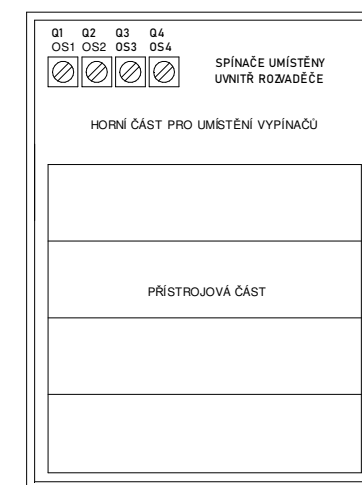 Q1 Q2 Q3 Q4
OS1 OS2 OS3 OS4
SPÍNAČE UMÍSTĚNY
UVNITŘ ROZVADĚČE
HORNÍ ČÁST PRO UMÍSTĚNÍ VYPÍNAČŮ
PŘÍSTROJOVÁ ČÁST